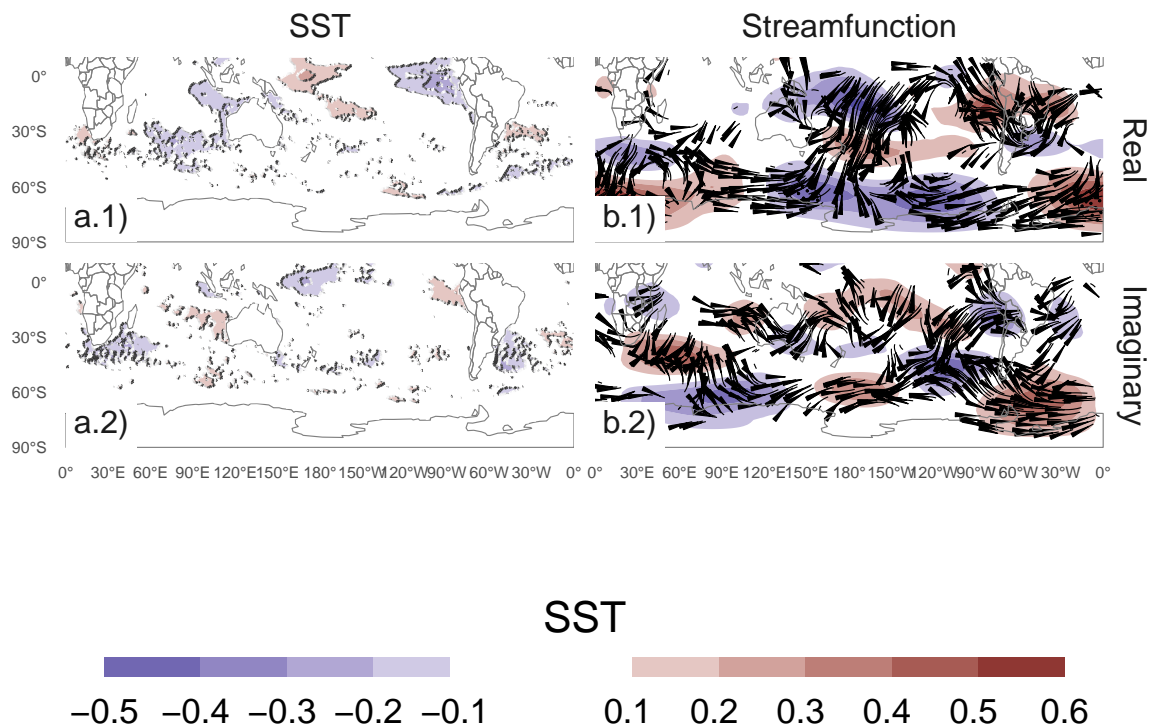 SST Streamfunction
0°
30°S
60°S
a.1) b.1) Real
90°S
0°
30°S
60°S
a.2) b.2) Imaginary
90°S
0° 30°E 60°E 90°E 120°E 150°E 180° 150°W 120°W 90°W 60°W 30°W 0° 0° 30°E 60°E 90°E 120°E 150°E 180° 150°W 120°W 90°W 60°W 30°W 0°
SST
−0.5 −0.4 −0.3 −0.2 −0.1 0.1 0.2 0.3 0.4 0.5 0.6